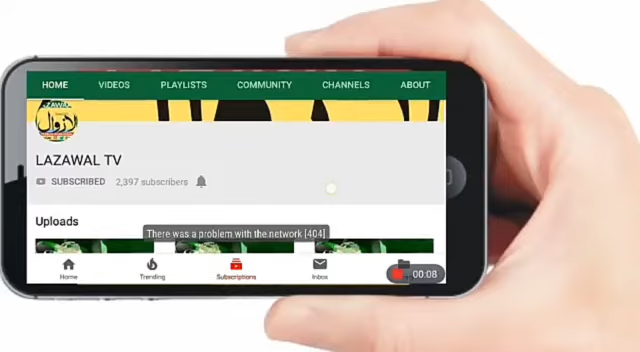 HOME VIDEOS PLAYLISTS COMMUNITY CHANNELS ABOUT
لازوال
LAZAWAL TV
SUBSCRIBED 2,397 subscribers
Uploads
There was a problem with the network [404]
Home Trending Subscriptions Inbox
00:08